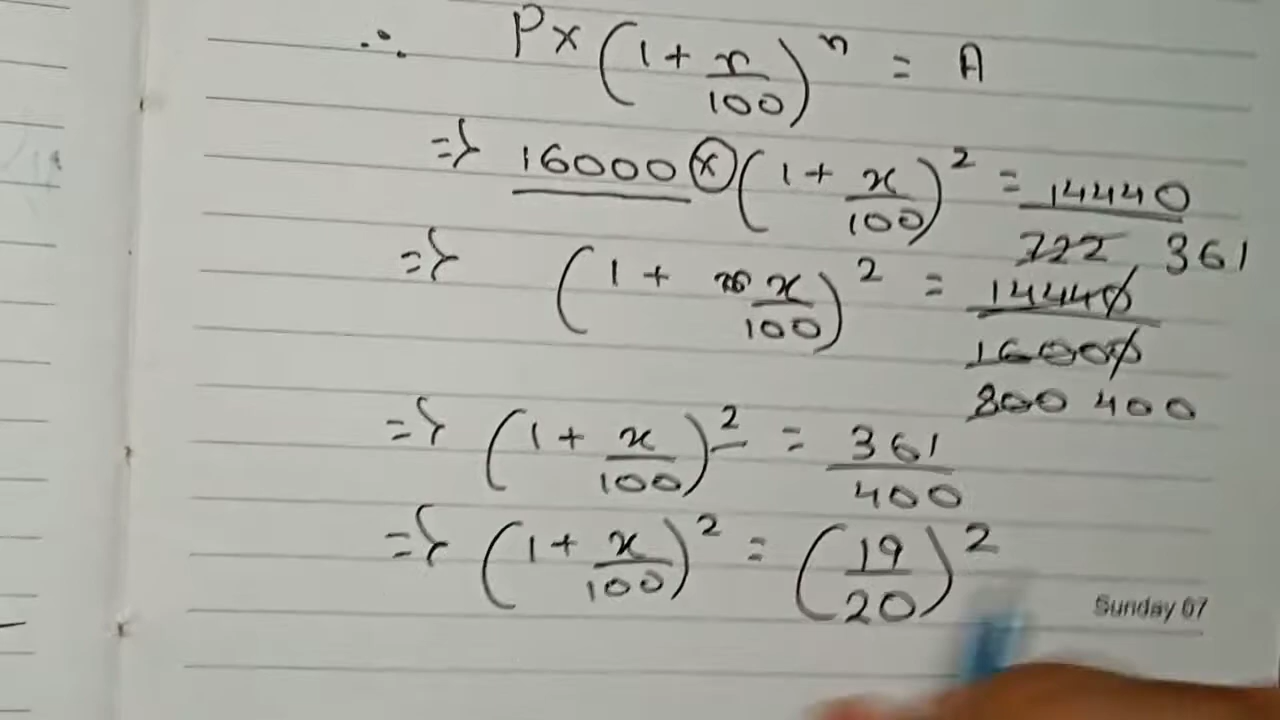 ∴ P × (1 + r/100)^n = A
=> 16000 × (1 + x/100)^2 = 14440
722 361
=> (1 + x/100)^2 = 14440/16000
800 400
=> (1 + x/100)^2 = 361/400
=> (1 + x/100)^2 = (19/20)^2
Sunday 07